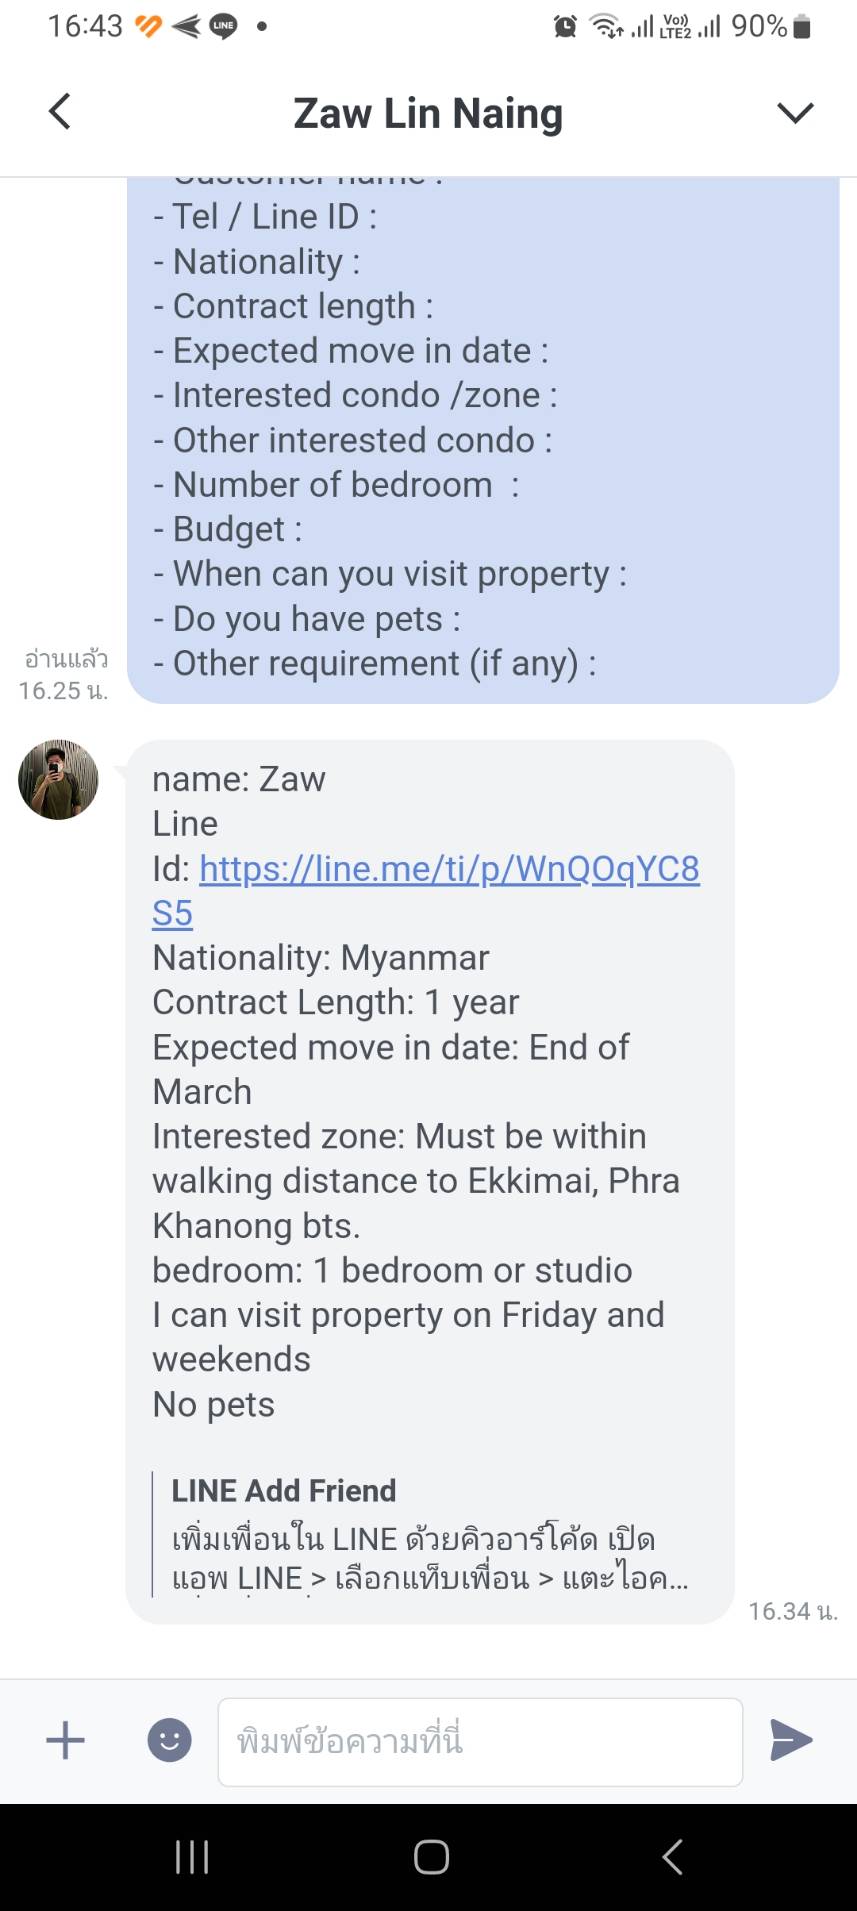 16:43 LINE Vo)) LTE2 90%
Zaw Lin Naing
- Customer name :
- Tel / Line ID :
- Nationality :
- Contract length :
- Expected move in date :
- Interested condo /zone :
- Other interested condo :
- Number of bedroom  :
- Budget :
- When can you visit property :
- Do you have pets :
- Other requirement (if any) :
อ่านแล้ว
16.25 น.
name: Zaw
Line
Id: https://line.me/ti/p/WnQOqYC8
S5
Nationality: Myanmar
Contract Length: 1 year
Expected move in date: End of
March
Interested zone: Must be within
walking distance to Ekkimai, Phra
Khanong bts.
bedroom: 1 bedroom or studio
I can visit property on Friday and
weekends
No pets
LINE Add Friend
เพิ่มเพื่อนใน LINE ด้วยคิวอาร์โค้ด เปิด
แอพ LINE > เลือกแท็บเพื่อน > แตะไอค...
16.34 น.
พิมพ์ข้อความที่นี่